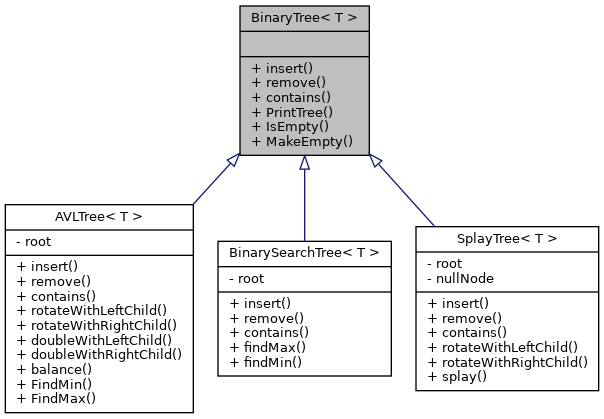 BinaryTree< T >
+ insert()
+ remove()
+ contains()
+ PrintTree()
+ IsEmpty()
+ MakeEmpty()
AVLTree< T >
- root
+ insert()
+ remove()
+ contains()
+ rotateWithLeftChild()
+ rotateWithRightChild()
+ doubleWithLeftChild()
+ doubleWithRightChild()
+ balance()
+ FindMin()
+ FindMax()
BinarySearchTree< T >
- root
+ insert()
+ remove()
+ contains()
+ findMax()
+ findMin()
SplayTree< T >
- root
- nullNode
+ insert()
+ remove()
+ contains()
+ rotateWithLeftChild()
+ rotateWithRightChild()
+ splay()